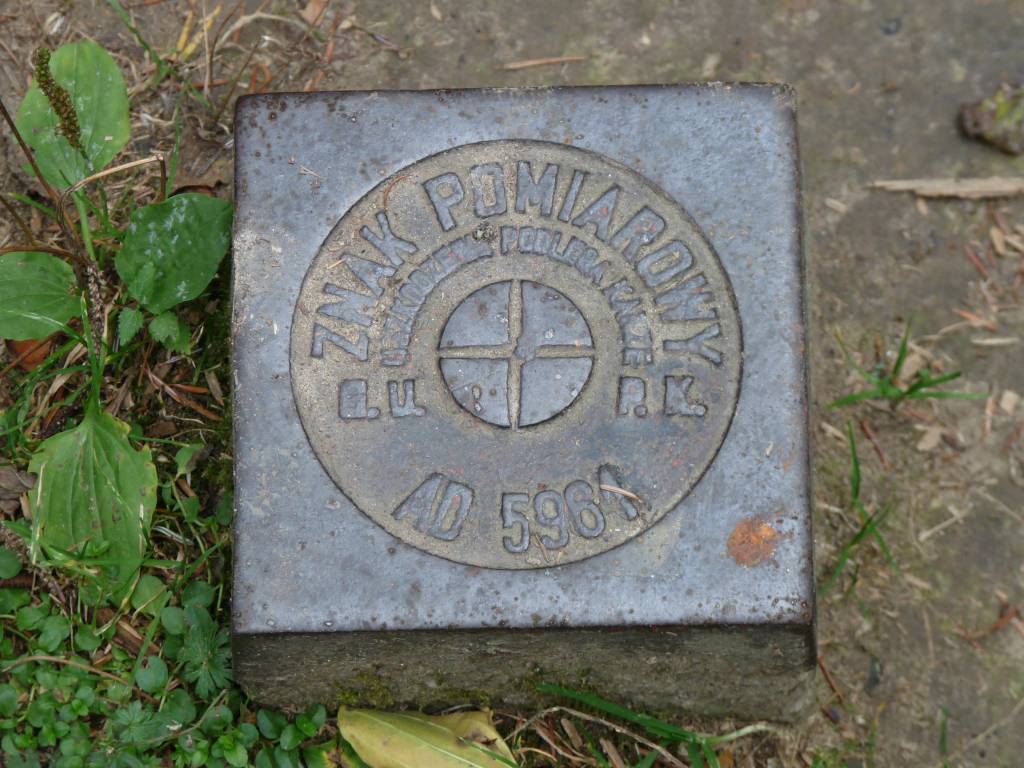 ZNAK POMIAROWY
USZKODZENIE PODLEGA KARZE
P. F. P. K.
AD 5961